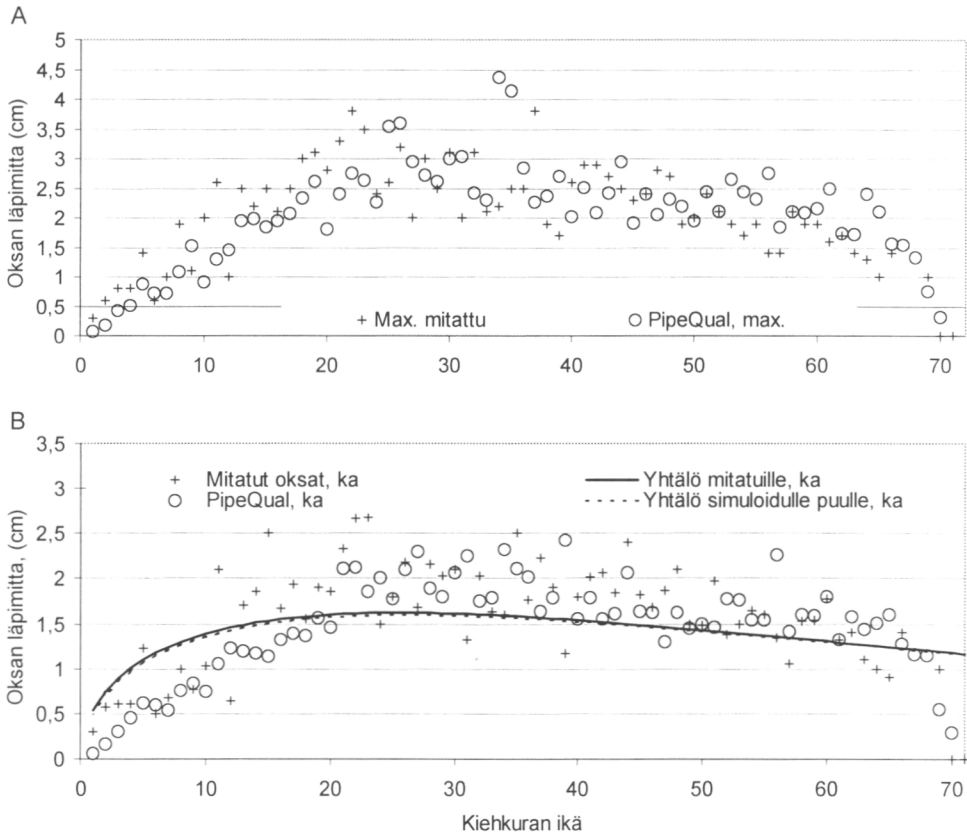 A
5
4,5
4
3,5
3
2,5
2
1,5
1
0,5
0
Oksan läpimitta (cm)
+ Max. mitattu
○ PipeQual, max.
0 10 20 30 40 50 60 70
B
3,5
3
2,5
2
1,5
1
0,5
0
Oksan läpimitta, (cm)
+ Mitatut oksat, ka
○ PipeQual, ka
Yhtälö mitatuille, ka
Yhtälö simuloidulle puulle, ka
0 10 20 30 40 50 60 70
Kiehkuran ikä